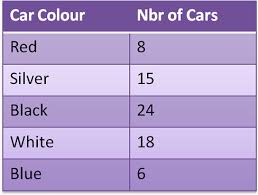 Car Colour Nbr of Cars
Red 8
Silver 15
Black 24
White 18
Blue 6